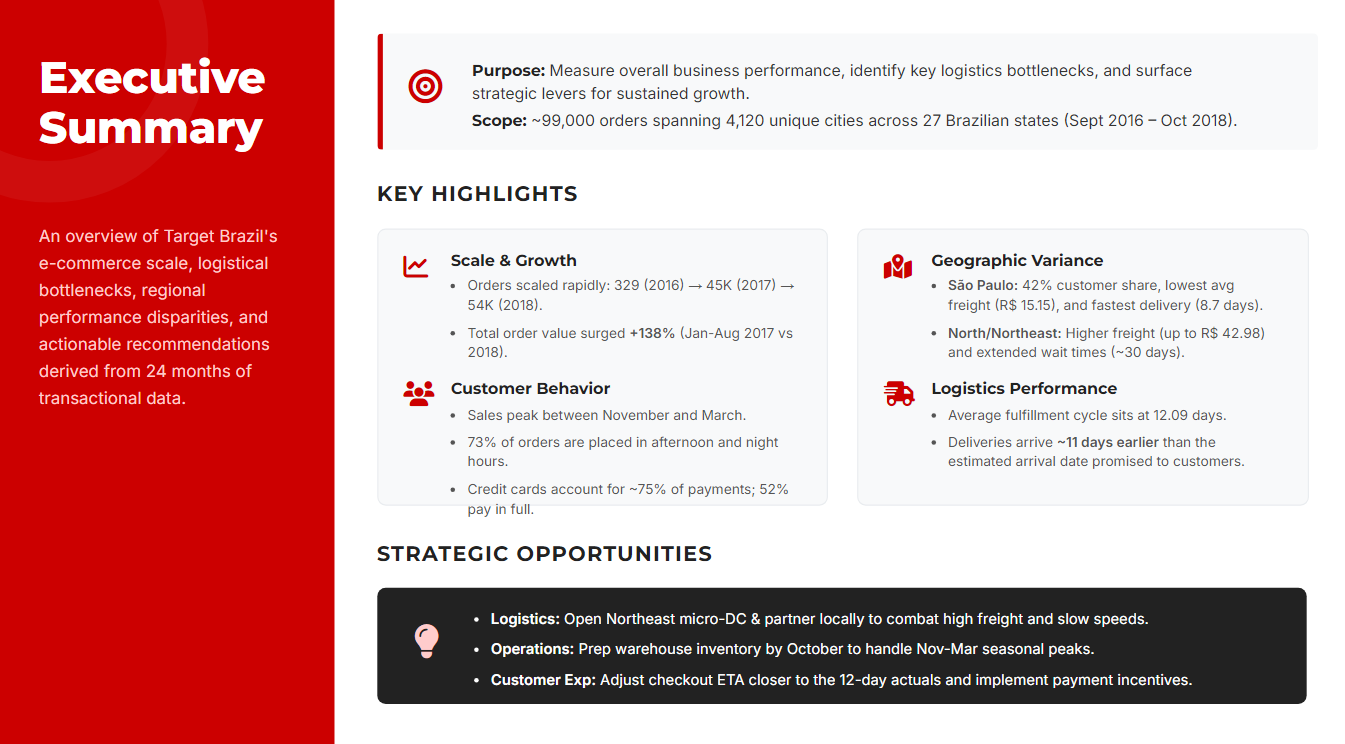 Executive
Summary
An overview of Target Brazil's
e-commerce scale, logistical
bottlenecks, regional
performance disparities, and
actionable recommendations
derived from 24 months of
transactional data.
Purpose: Measure overall business performance, identify key logistics bottlenecks, and surface
strategic levers for sustained growth.
Scope: ~99,000 orders spanning 4,120 unique cities across 27 Brazilian states (Sept 2016 – Oct 2018).
KEY HIGHLIGHTS
Scale & Growth
• Orders scaled rapidly: 329 (2016) → 45K (2017) →
54K (2018).
• Total order value surged +138% (Jan-Aug 2017 vs
2018).
Customer Behavior
• Sales peak between November and March.
• 73% of orders are placed in afternoon and night
hours.
• Credit cards account for ~75% of payments; 52%
pay in full.
Geographic Variance
• São Paulo: 42% customer share, lowest avg
freight (R$ 15.15), and fastest delivery (8.7 days).
• North/Northeast: Higher freight (up to R$ 42.98)
and extended wait times (~30 days).
Logistics Performance
• Average fulfillment cycle sits at 12.09 days.
• Deliveries arrive ~11 days earlier than the
estimated arrival date promised to customers.
STRATEGIC OPPORTUNITIES
• Logistics: Open Northeast micro-DC & partner locally to combat high freight and slow speeds.
• Operations: Prep warehouse inventory by October to handle Nov-Mar seasonal peaks.
• Customer Exp: Adjust checkout ETA closer to the 12-day actuals and implement payment incentives.